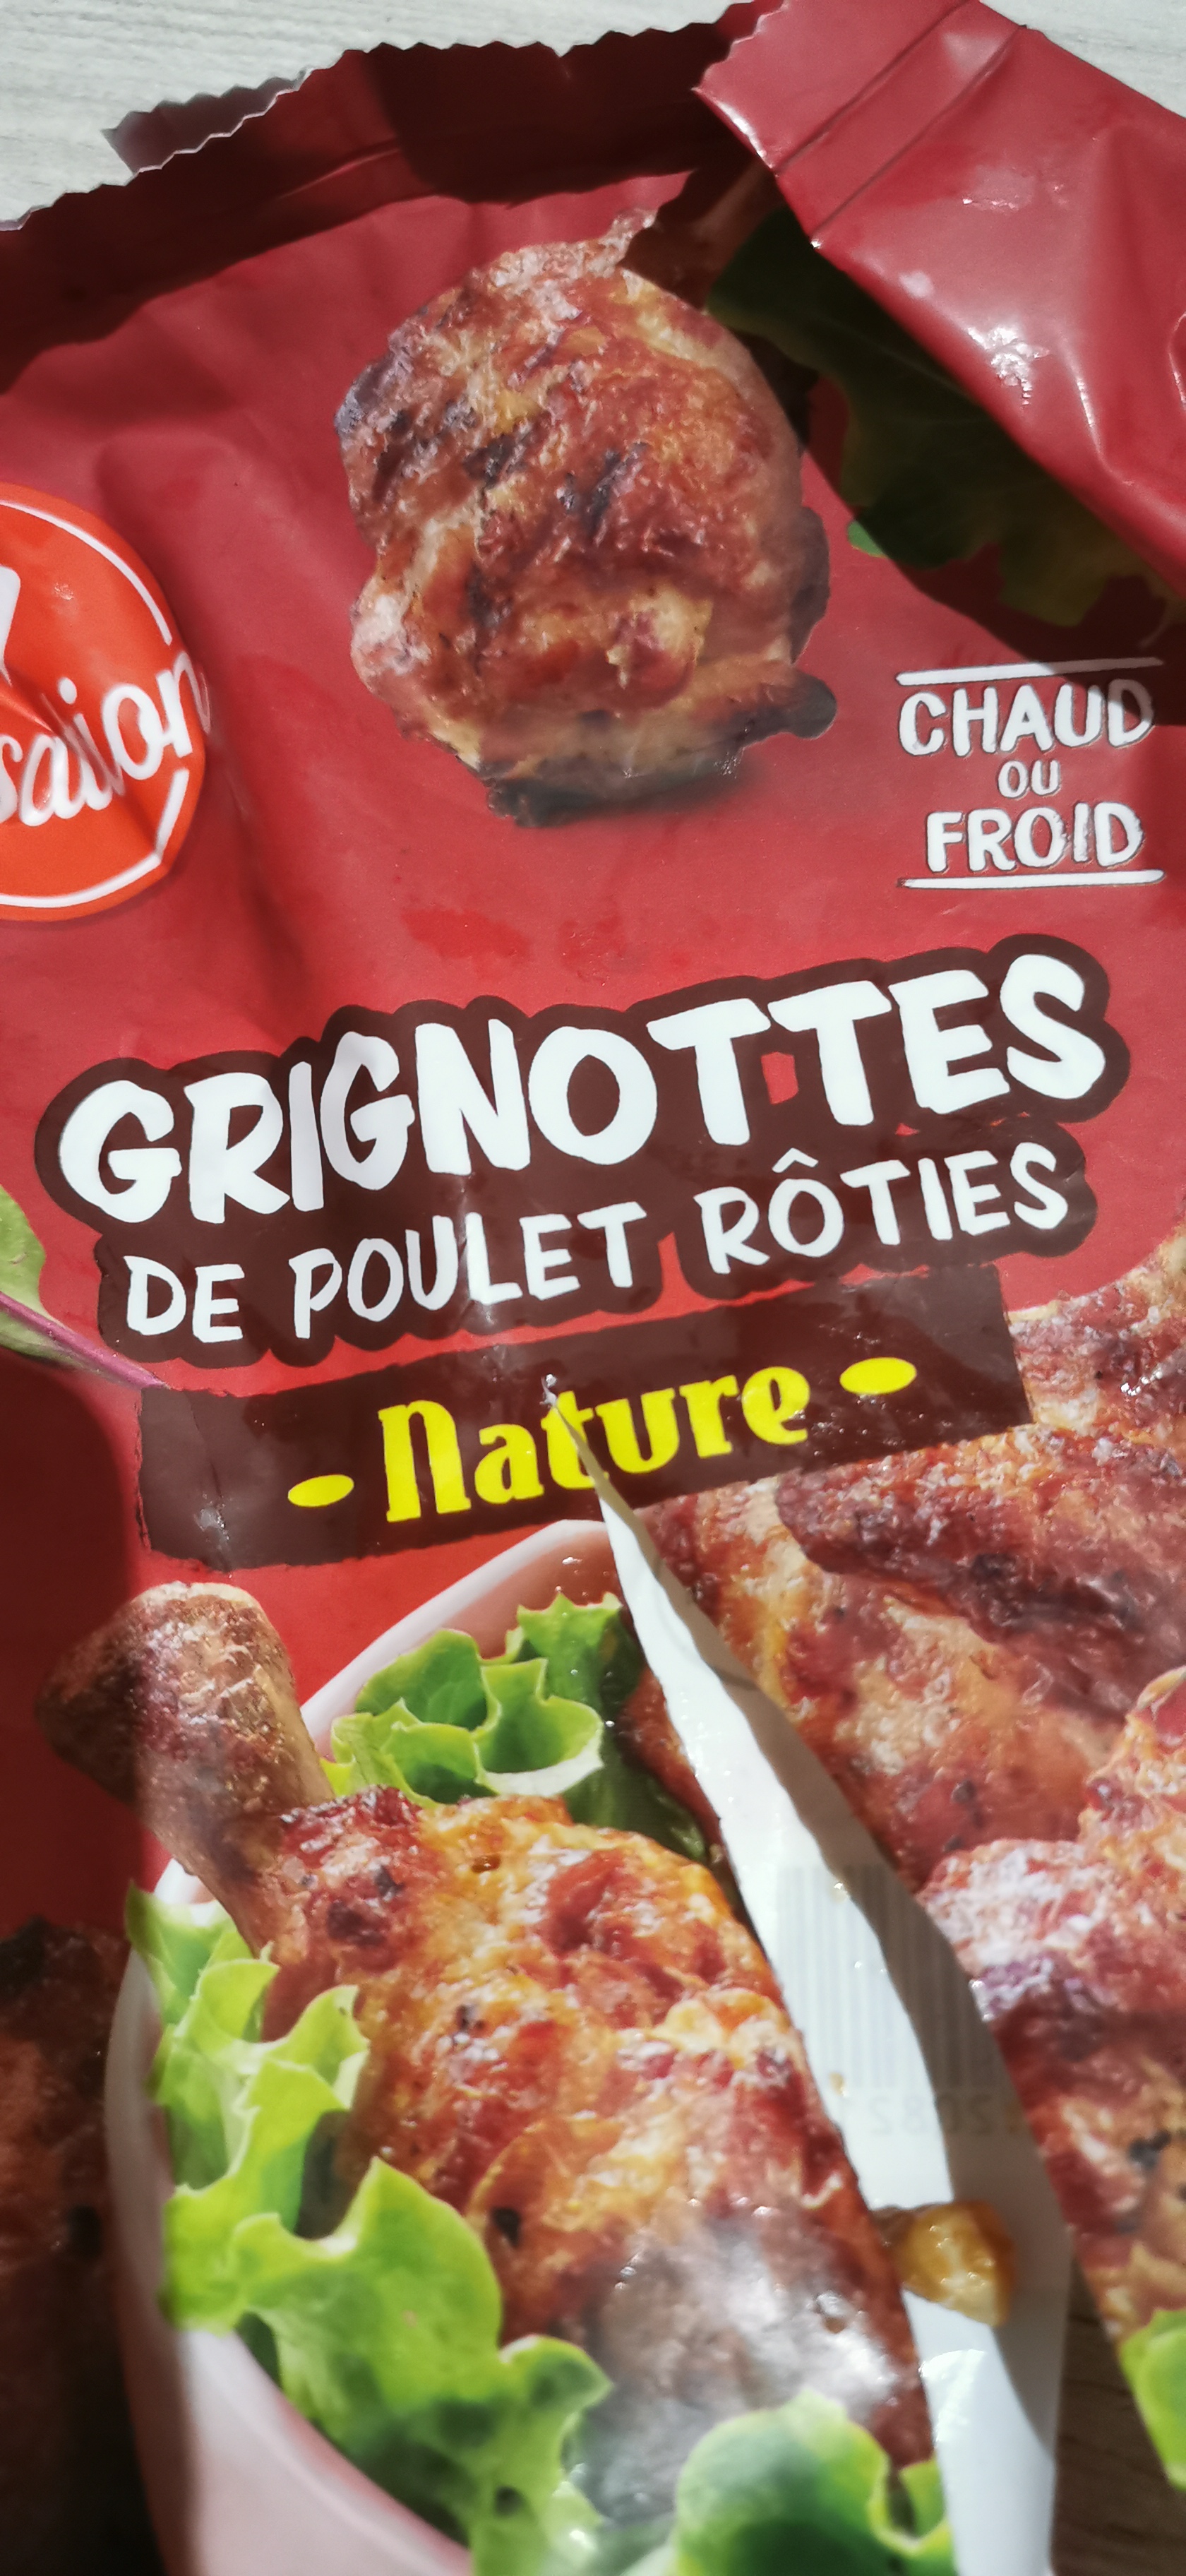 CHAUD
OU
FROID
GRIGNOTTES
DE POULET RÔTIES
- Nature -